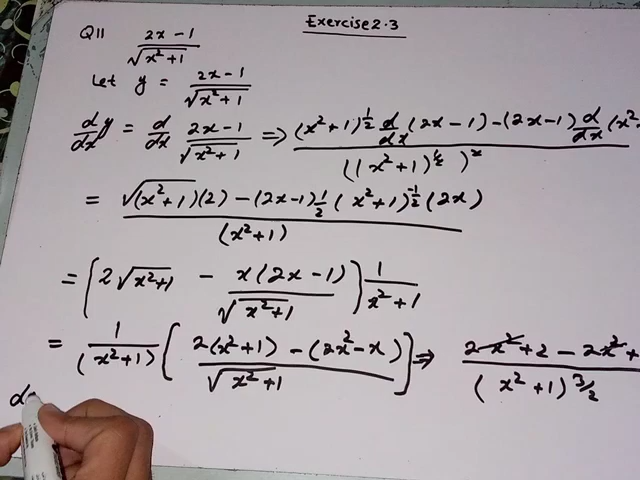 Exercise 2.3
Q11 (2x-1)/√(x²+1)
Let y = (2x-1)/√(x²+1)
d/dx y = d/dx (2x-1)/√(x²+1) => ((x²+1)^(1/2) d/dx (2x-1) - (2x-1) d/dx (x²)/((x²+1)^(1/2))²
= (√(x²+1)(2) - (2x-1) 1/2 (x²+1)^(-1/2) (2x))/(x²+1)
= [2√(x²+1) - x(2x-1)/√(x²+1)] 1/(x²+1)
= 1/(x²+1) [(2(x²+1) - (2x²-x))/√(x²+1)] => (2x²+2-2x²+)/(x²+1)^(3/2)
d